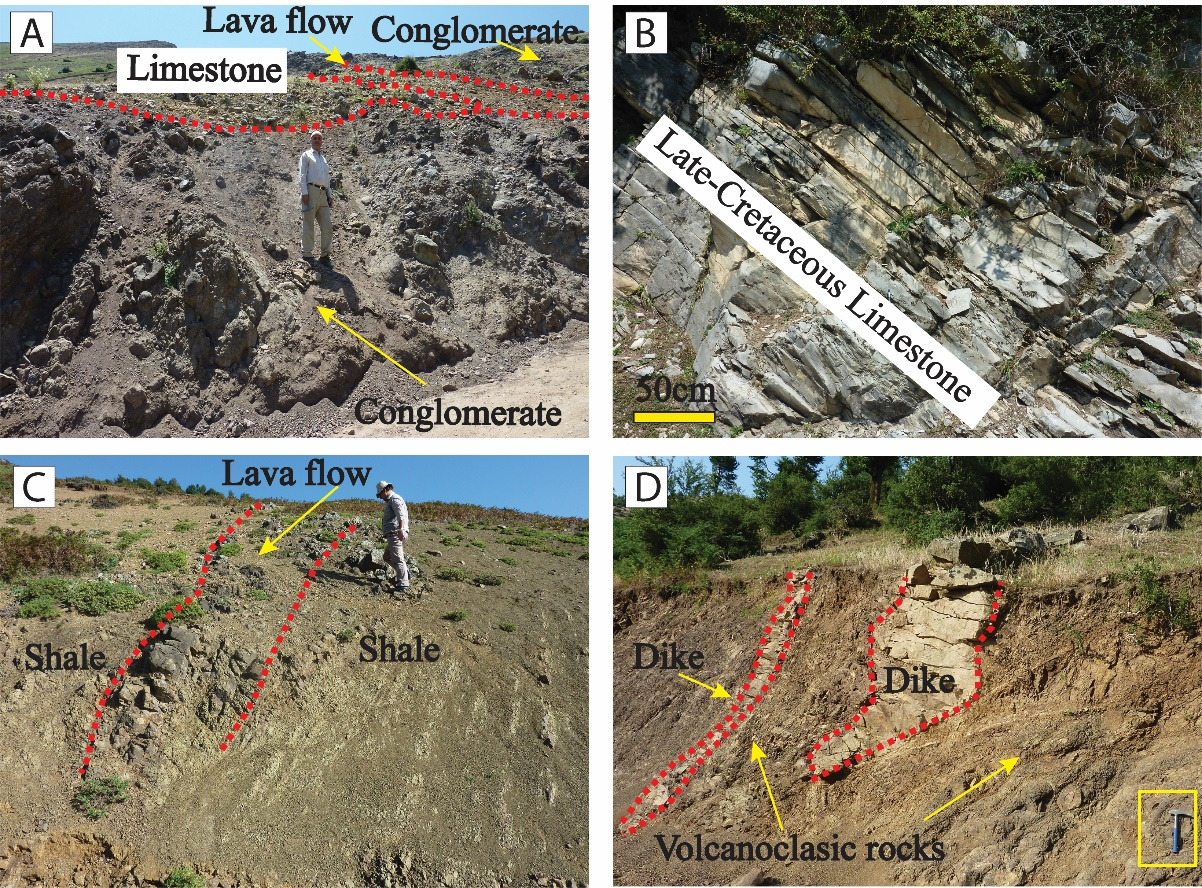 A
Lava flow
Conglomerate
Limestone
Conglomerate
B
Late-Cretaceous Limestone
50cm
C
Lava flow
Shale
Shale
D
Dike
Dike
Volcanoclasic rocks